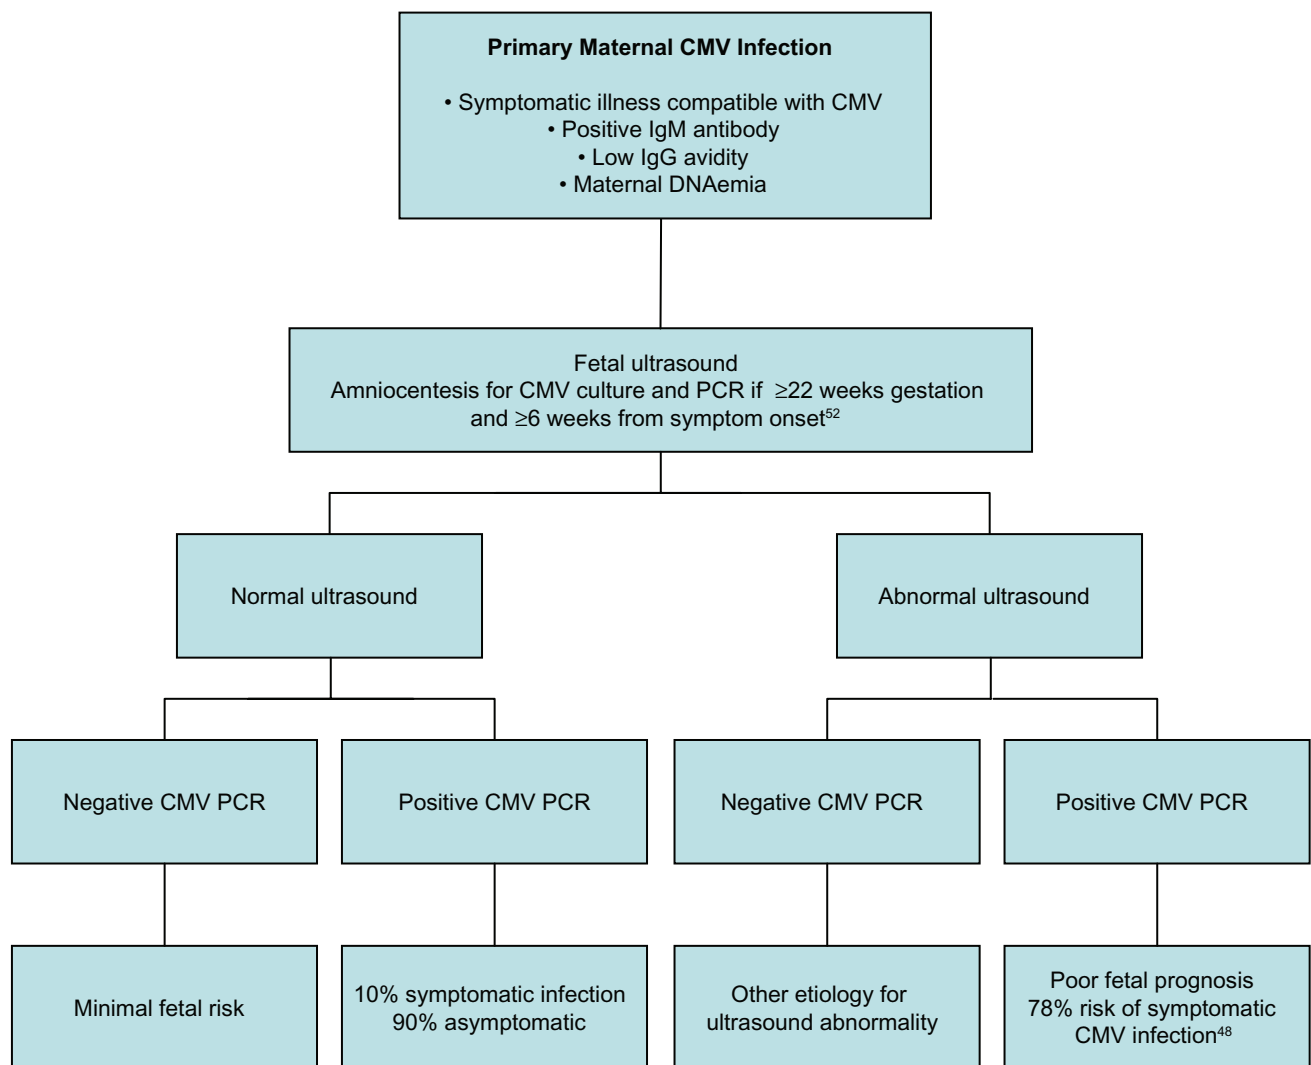 Primary Maternal CMV Infection
• Symptomatic illness compatible with CMV
• Positive IgM antibody
• Low IgG avidity
• Maternal DNAemia
Fetal ultrasound
Amniocentesis for CMV culture and PCR if ≥22 weeks gestation
and ≥6 weeks from symptom onset52
Normal ultrasound
Abnormal ultrasound
Negative CMV PCR
Positive CMV PCR
Negative CMV PCR
Positive CMV PCR
Minimal fetal risk
10% symptomatic infection
90% asymptomatic
Other etiology for
ultrasound abnormality
Poor fetal prognosis
78% risk of symptomatic
CMV infection48